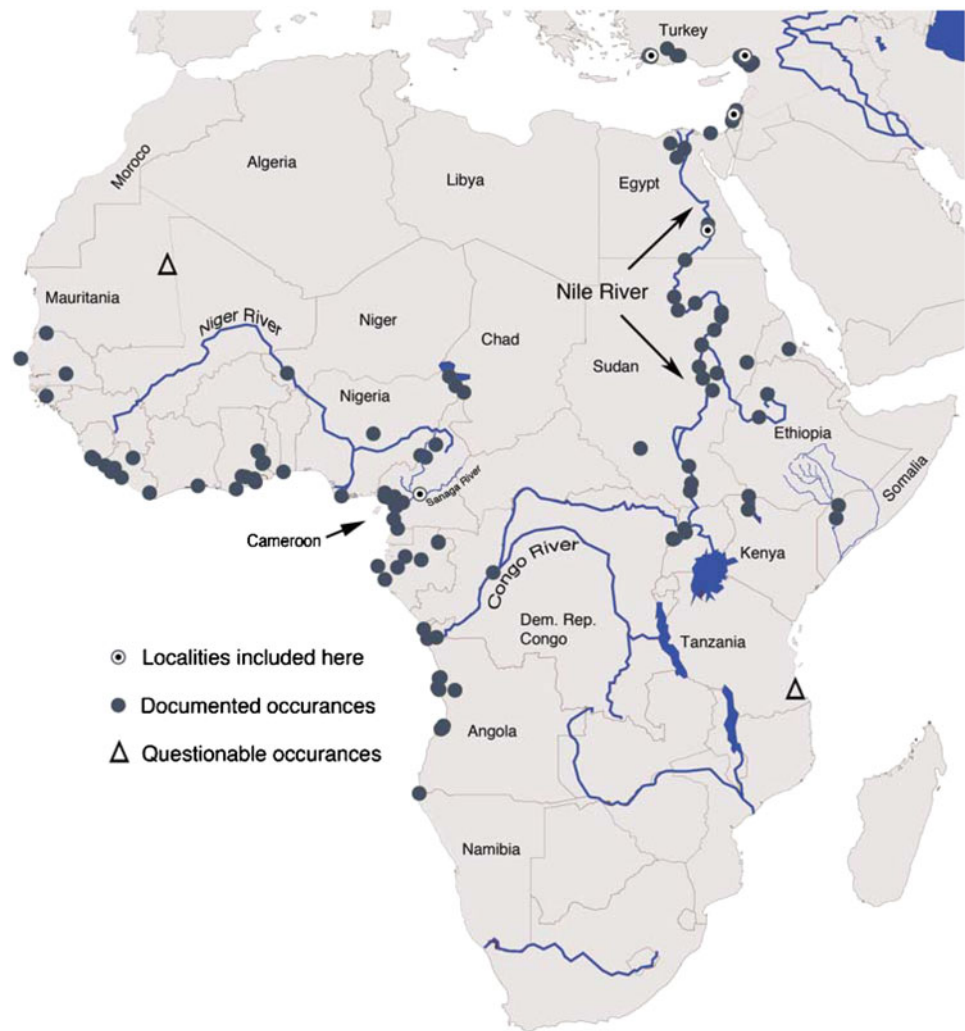 Turkey
Moroco
Algeria
Libya
Egypt
Nile River
Mauritania
Niger River
Niger
Chad
Sudan
Nigeria
Ethiopia
Somalia
Sanaga River
Cameroon
Congo River
Kenya
Dem. Rep.
Congo
Tanzania
Localities included here
Documented occurances
Angola
Questionable occurances
Namibia